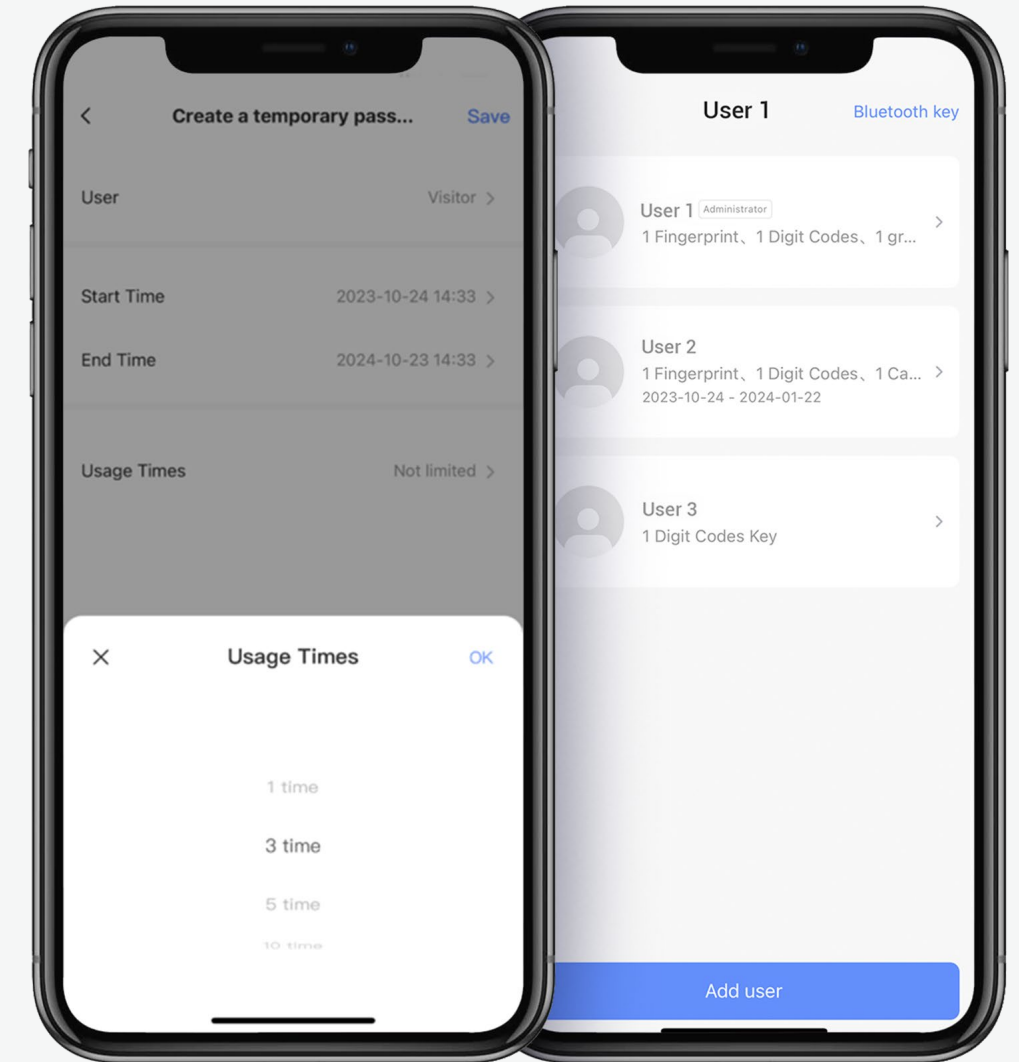 Create a temporary pass...
Save
User
Visitor
Start Time
2023-10-24 14:33
End Time
2024-10-23 14:33
Usage Times
Not limited
Usage Times
OK
1 time
3 time
5 time
10 time
User 1
Bluetooth key
User 1 Administrator
1 Fingerprint、1 Digit Codes、1 gr...
User 2
1 Fingerprint、1 Digit Codes、1 Ca...
2023-10-24 - 2024-01-22
User 3
1 Digit Codes Key
Add user